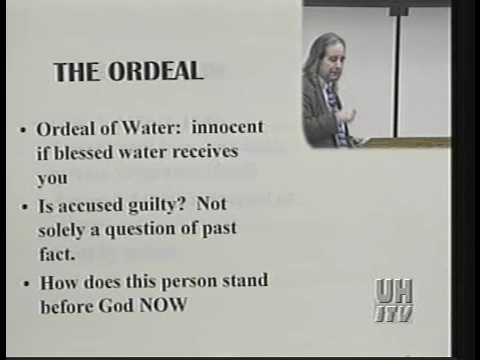 THE ORDEAL
• Ordeal of Water: innocent
if blessed water receives
you
• Is accused guilty? Not
solely a question of past
fact.
• How does this person stand
before God NOW
UH
ITV